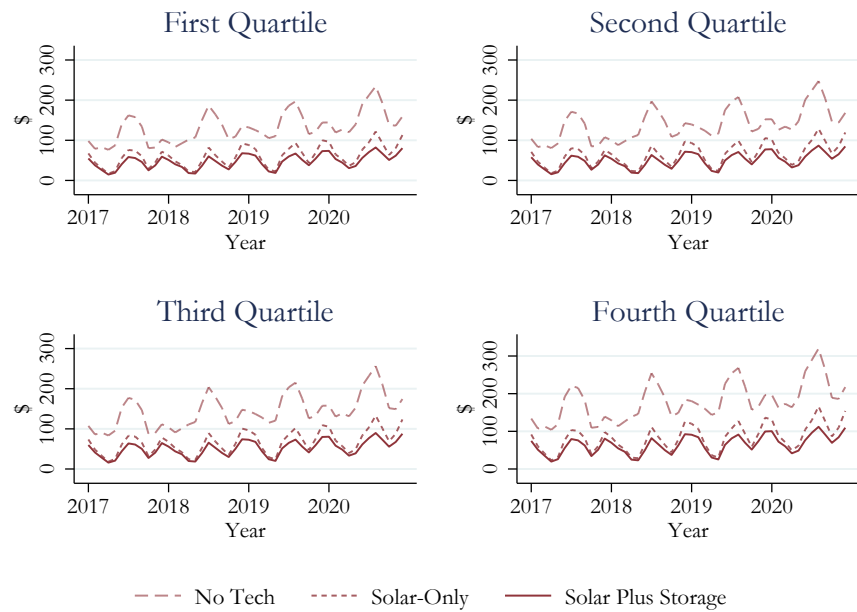 First Quartile
Second Quartile
300
200
100
0
$
2017 2018 2019 2020
Year
300
200
100
0
$
2017 2018 2019 2020
Year
Third Quartile
Fourth Quartile
300
200
100
0
$
2017 2018 2019 2020
Year
300
200
100
0
$
2017 2018 2019 2020
Year
No Tech Solar-Only Solar Plus Storage